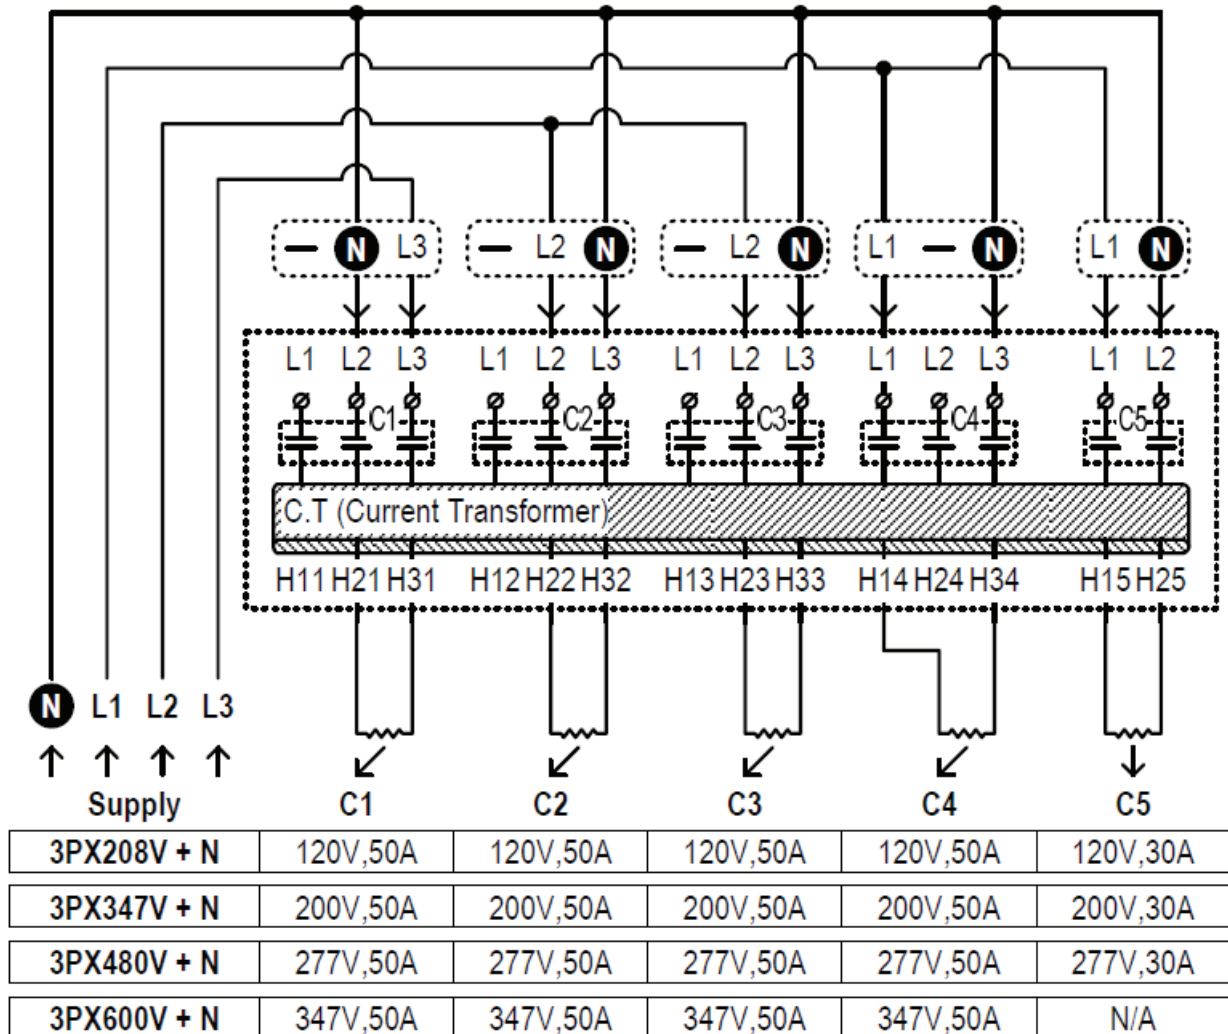 — N L3 — L2 N — L2 N L1 — N L1 N
L1 L2 L3 L1 L2 L3 L1 L2 L3 L1 L2 L3 L1 L2
C1 C2 C3 C4 C5
C.T (Current Transformer)
H11 H21 H31 H12 H22 H32 H13 H23 H33 H14 H24 H34 H15 H25
N L1 L2 L3
Supply C1 C2 C3 C4 C5
3PX208V + N 120V,50A 120V,50A 120V,50A 120V,50A 120V,30A
3PX347V + N 200V,50A 200V,50A 200V,50A 200V,50A 200V,30A
3PX480V + N 277V,50A 277V,50A 277V,50A 277V,50A 277V,30A
3PX600V + N 347V,50A 347V,50A 347V,50A 347V,50A N/A